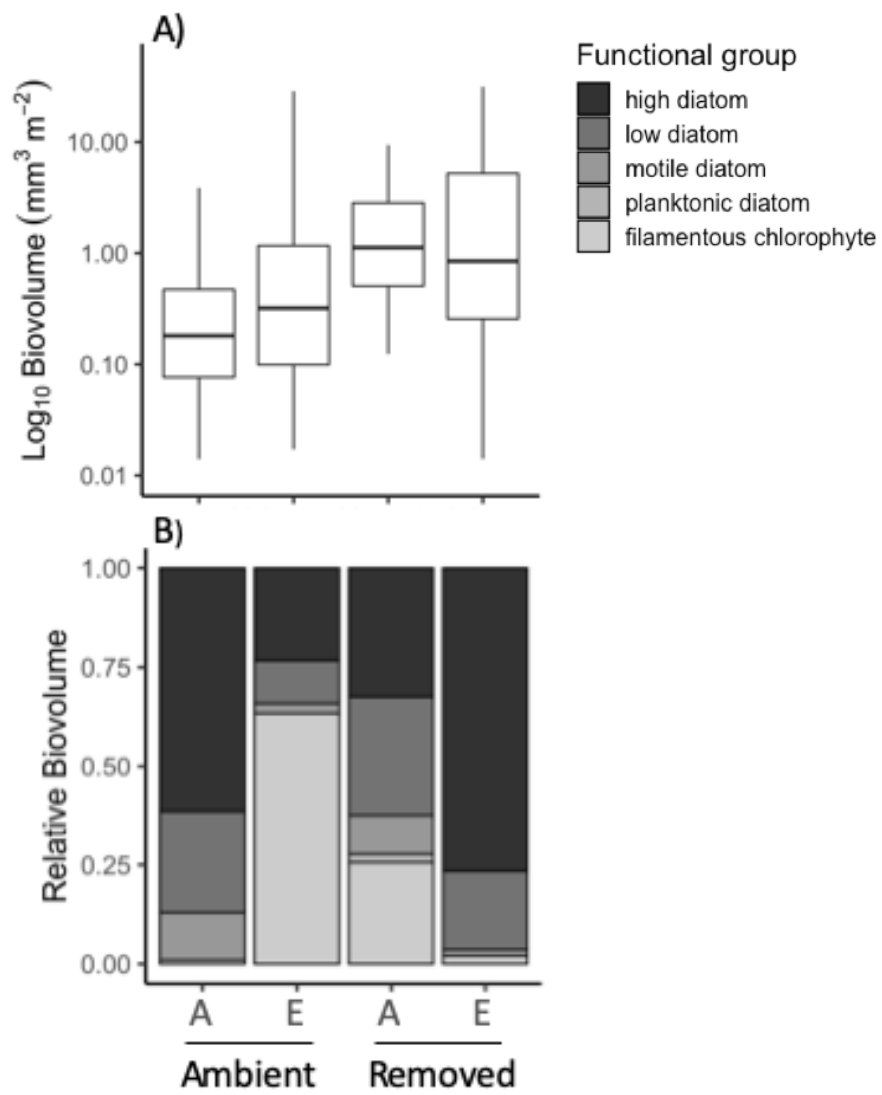 A)
Log₁₀ Biovolume (mm³ m⁻²)
10.00
1.00
0.10
0.01
Functional group
high diatom
low diatom
motile diatom
planktonic diatom
filamentous chlorophyte
B)
Relative Biovolume
1.00
0.75
0.50
0.25
0.00
A E A E
Ambient Removed